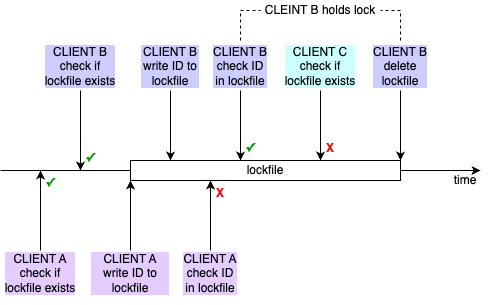 CLEINT B holds lock
CLIENT B
check if
lockfile exists
CLIENT B
write ID to
lockfile
CLIENT B
check ID
in lockfile
CLIENT C
check if
lockfile exists
CLIENT B
delete
lockfile
✓
✓
X
lockfile
time
✓
X
CLIENT A
check if
lockfile exists
CLIENT A
write ID to
lockfile
CLIENT A
check ID
in lockfile